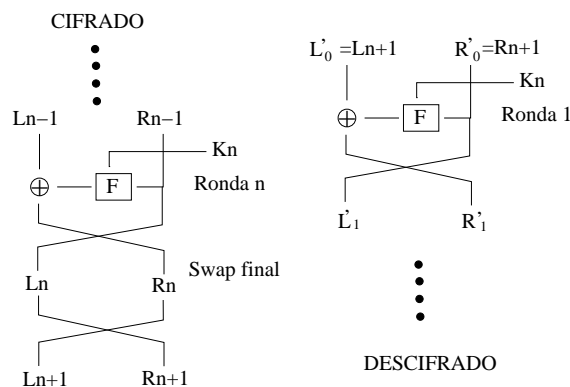 CIFRADO
Ln−1 Rn−1
Kn
⊕ F Ronda n
Swap final
Ln Rn
Ln+1 Rn+1
L'0 =Ln+1 R'0=Rn+1
Kn
⊕ F Ronda 1
L'1 R'1
DESCIFRADO